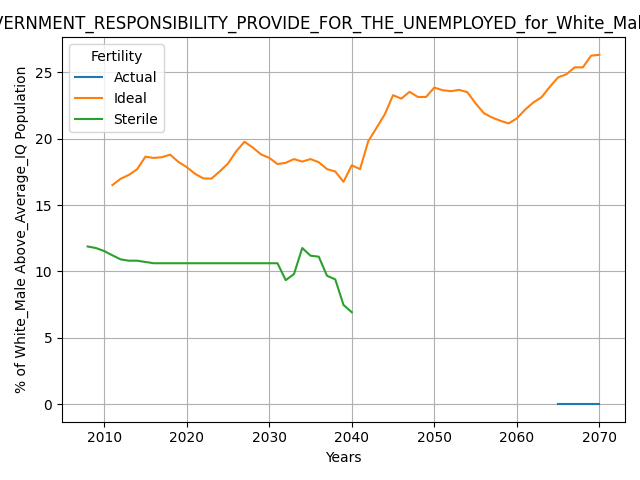 VERNMENT_RESPONSIBILITY_PROVIDE_FOR_THE_UNEMPLOYED_for_White_Mal
Fertility
Actual
Ideal
Sterile
% of White_Male Above_Average_IQ Population
25
20
15
10
5
0
2010 2020 2030 2040 2050 2060 2070
Years